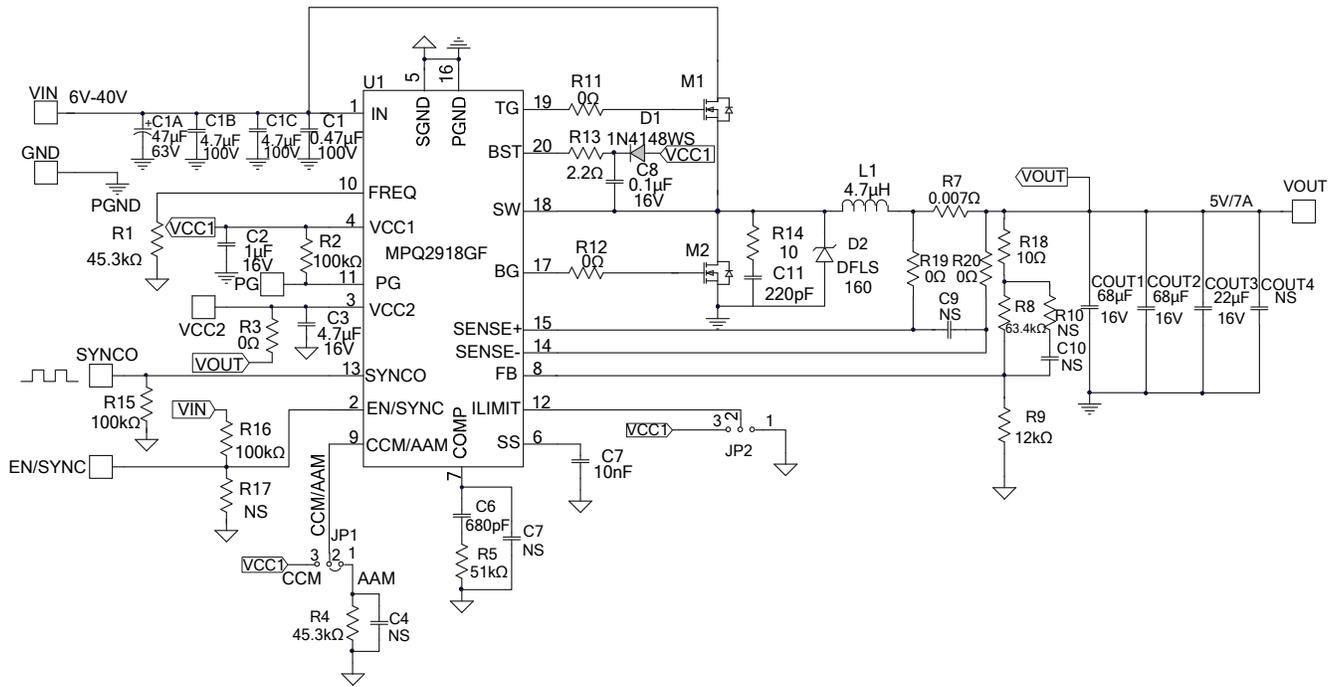 U1
MPQ2918GF
5
SGND
16
PGND
VIN
6V-40V
1
IN
+
C1A
47µF
63V
C1B
4.7µF
100V
C1C
4.7µF
100V
C1
0.47µF
100V
GND
PGND
10
FREQ
R1
45.3kΩ
VCC1
4
VCC1
C2
1µF
16V
R2
100kΩ
PG
11
PG
VCC2
3
VCC2
R3
0Ω
C3
4.7µF
16V
VOUT
SYNCO
13
SYNCO
R15
100kΩ
VIN
R16
100kΩ
2
EN/SYNC
EN/SYNC
R17
NS
9
CCM/AAM
CCM/AAM
JP1
VCC1
3
2
1
CCM
AAM
R4
45.3kΩ
C4
NS
COMP
7
C6
680pF
R5
51kΩ
C7
NS
TG
19
R11
0Ω
M1
BST
20
R13
2.2Ω
D1
1N4148WS
VCC1
C8
0.1µF
16V
SW
18
BG
17
R12
0Ω
M2
R14
10
C11
220pF
D2
DFLS
160
L1
4.7µH
R7
0.007Ω
R19
0Ω
R20
0Ω
C9
NS
SENSE+
15
SENSE-
14
FB
8
ILIMIT
12
VCC1
3
2
1
JP2
SS
6
C7
10nF
VOUT
5V/7A
VOUT
R18
10Ω
R8
63.4kΩ
R10
NS
C10
NS
R9
12kΩ
COUT1
68µF
16V
COUT2
68µF
16V
COUT3
22µF
16V
COUT4
NS